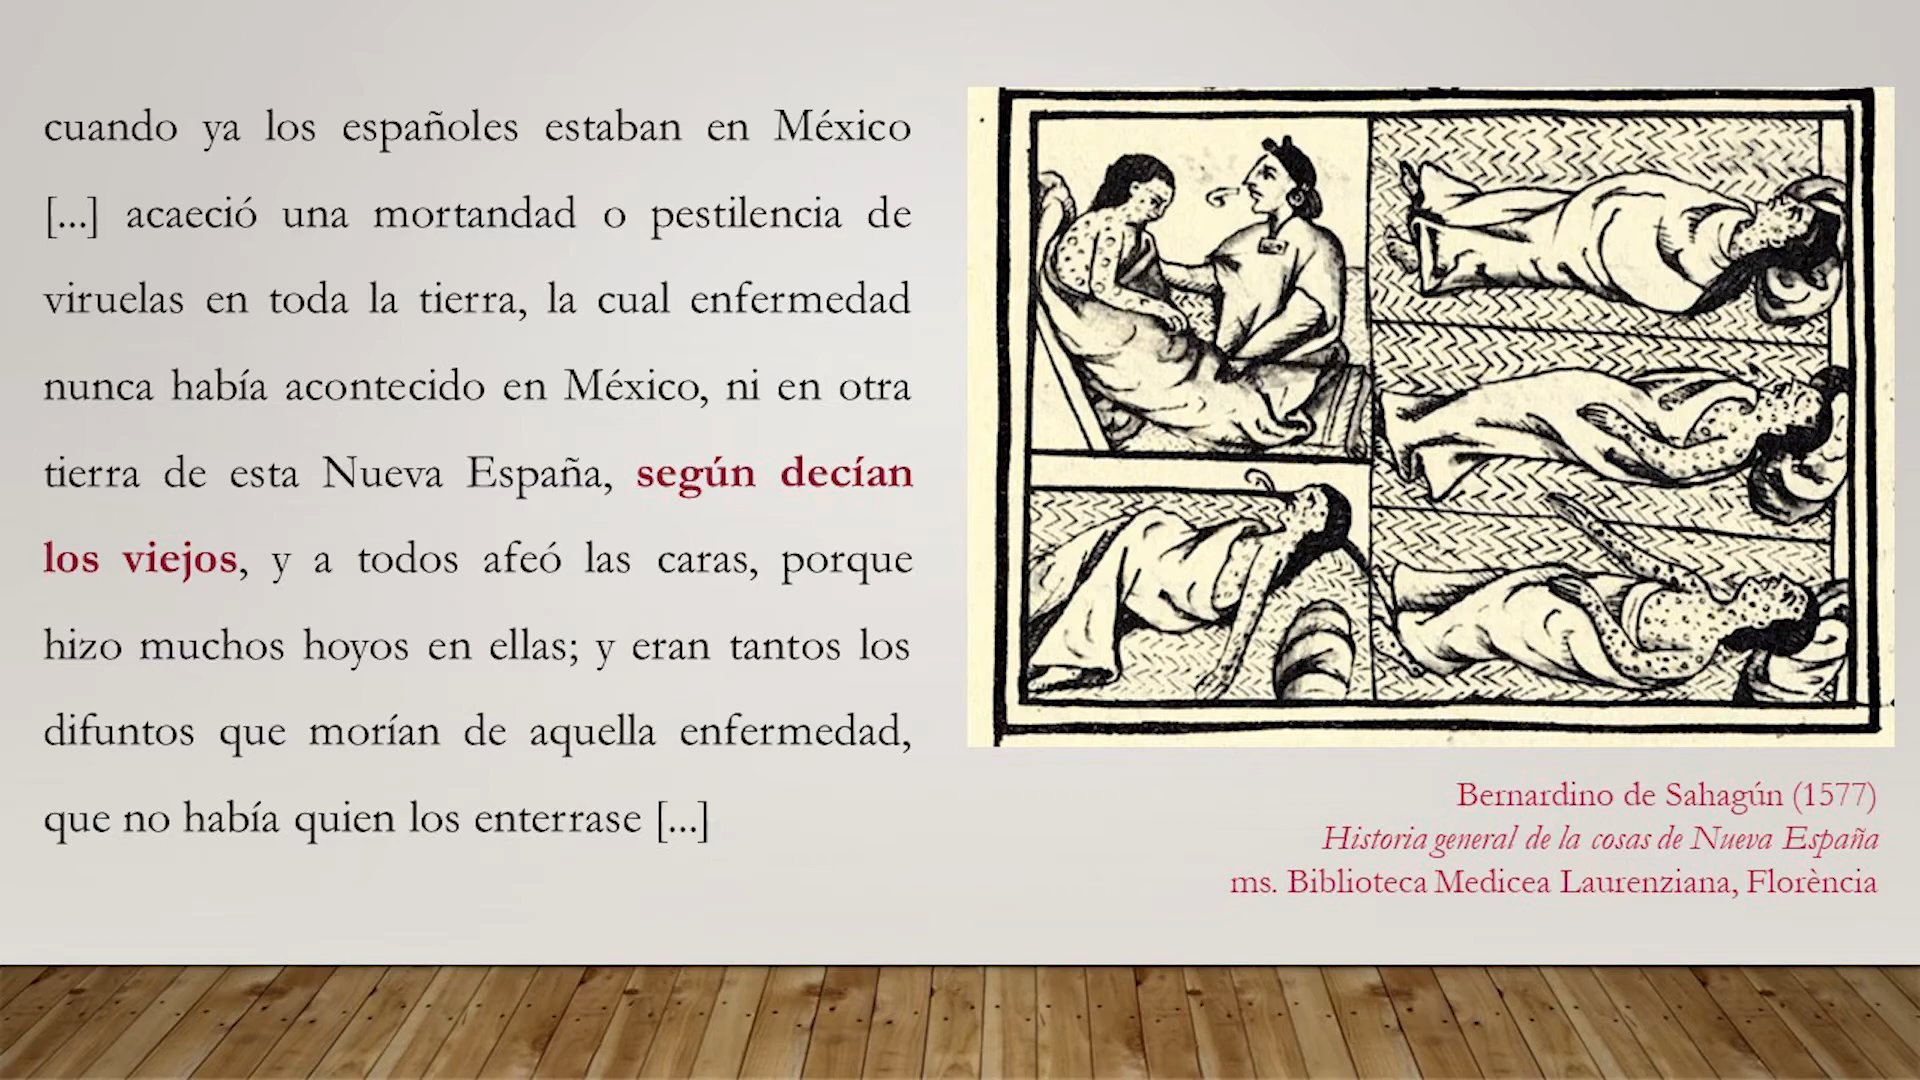 cuando ya los españoles estaban en México
[...] acaeció una mortandad o pestilencia de
viruelas en toda la tierra, la cual enfermedad
nunca había acontecido en México, ni en otra
tierra de esta Nueva España, según decían
los viejos, y a todos afeó las caras, porque
hizo muchos hoyos en ellas; y eran tantos los
difuntos que morían de aquella enfermedad,
que no había quien los enterrase [...]
Bernardino de Sahagún (1577)
Historia general de la cosas de Nueva España
ms. Biblioteca Medicea Laurenziana, Florència